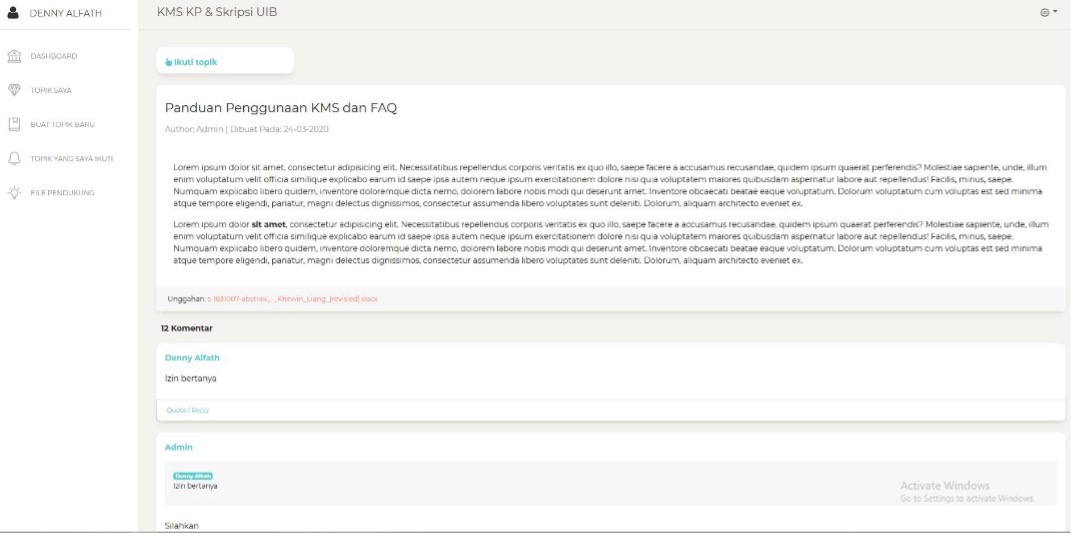 DENNY ALFATH
DASHBOARD
TOPIK SAYA
BUAT TOPIK BARU
TOPIK YANG SAYA IKUTI
FILE PENDUKUNG
KMS KP & Skripsi UIB
Ikuti topik
Panduan Penggunaan KMS dan FAQ
Author: Admin | Dibuat Pada: 24-03-2020
Lorem ipsum dolor sit amet, consectetur adipisicing elit. Necessitatibus repellendus corporis veritatis ex quo illo, saepe facere a accusamus recusandae, quidem ipsum quaerat perferendis? Molestiae sapiente, unde, illum
enim voluptatum velit officia similique explicabo earum id saepe ipsa autem neque ipsum exercitationem dolore nisi quia voluptatem maiores quibusdam aspernatur labore aut repellendus! Facilis, minus, saepe.
Numquam explicabo libero quidem, inventore doloremque dicta nemo, dolorem labore nobis modi qui deserunt amet. Inventore obcaecati beatae eaque voluptatum. Dolorum voluptatum cum voluptas est sed minima
atque tempore eligendi, pariatur, magni delectus dignissimos, consectetur assumenda libero voluptates sunt deleniti. Dolorum, aliquam architecto eveniet ex.
Lorem ipsum dolor sit amet, consectetur adipisicing elit. Necessitatibus repellendus corporis veritatis ex quo illo, saepe facere a accusamus recusandae, quidem ipsum quaerat perferendis? Molestiae sapiente, unde, illum
enim voluptatum velit officia similique explicabo earum id saepe ipsa autem neque ipsum exercitationem dolore nisi quia voluptatem maiores quibusdam aspernatur labore aut repellendus! Facilis, minus, saepe.
Numquam explicabo libero quidem, inventore doloremque dicta nemo, dolorem labore nobis modi qui deserunt amet. Inventore obcaecati beatae eaque voluptatum. Dolorum voluptatum cum voluptas est sed minima
atque tempore eligendi, pariatur, magni delectus dignissimos, consectetur assumenda libero voluptates sunt deleniti. Dolorum, aliquam architecto eveniet ex.
Unggahan:
12 Komentar
Denny Alfath
Izin bertanya
Quote / Reply
Admin
Denny Alfath
Izin bertanya
Silahkan
Activate Windows
Go to Settings to activate Windows.